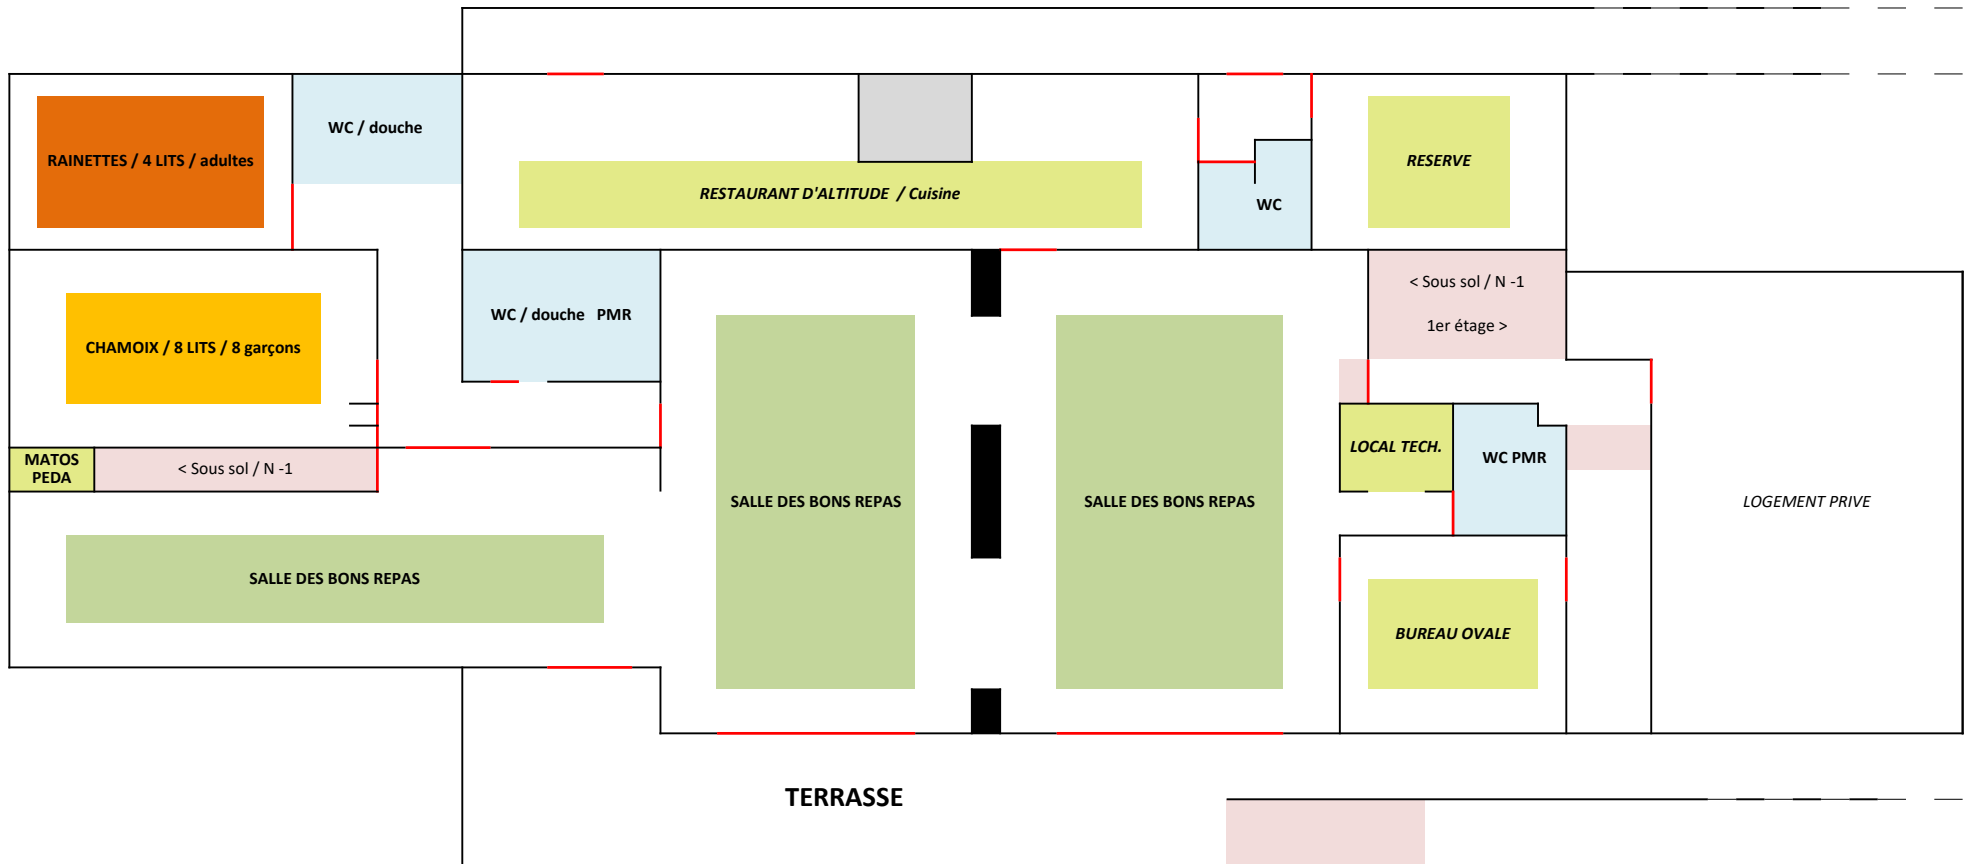 WC / douche
RAINETTES / 4 LITS / adultes
RESERVE
RESTAURANT D'ALTITUDE / Cuisine
WC
< Sous sol / N -1
1er étage >
WC / douche PMR
CHAMOIX / 8 LITS / 8 garçons
LOCAL TECH.
WC PMR
MATOS
PEDA
< Sous sol / N -1
SALLE DES BONS REPAS
SALLE DES BONS REPAS
LOGEMENT PRIVE
SALLE DES BONS REPAS
BUREAU OVALE
TERRASSE